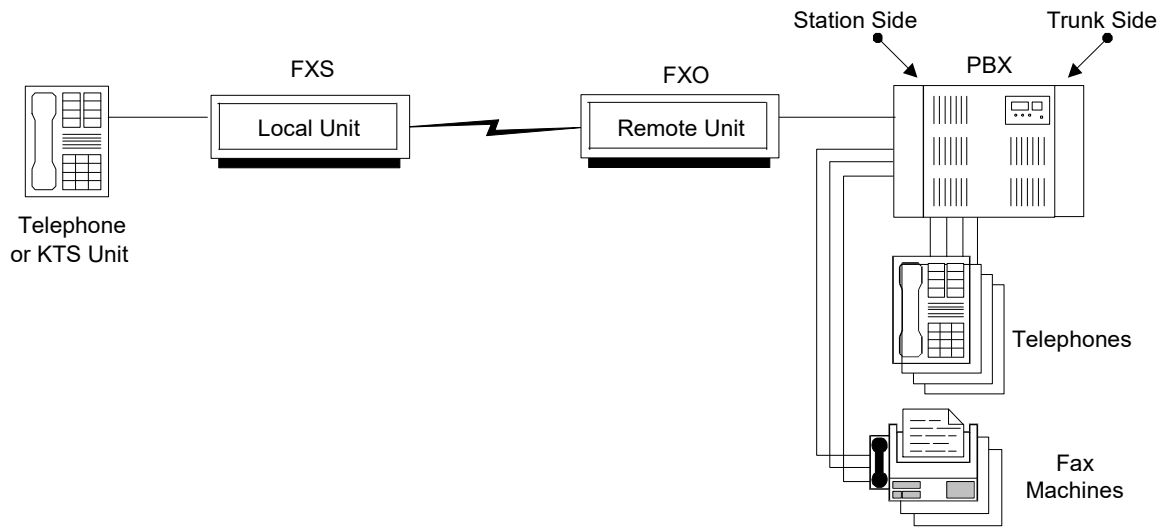 Station Side
Trunk Side
FXS
FXO
PBX
Local Unit
Remote Unit
Telephone
or KTS Unit
Telephones
Fax
Machines